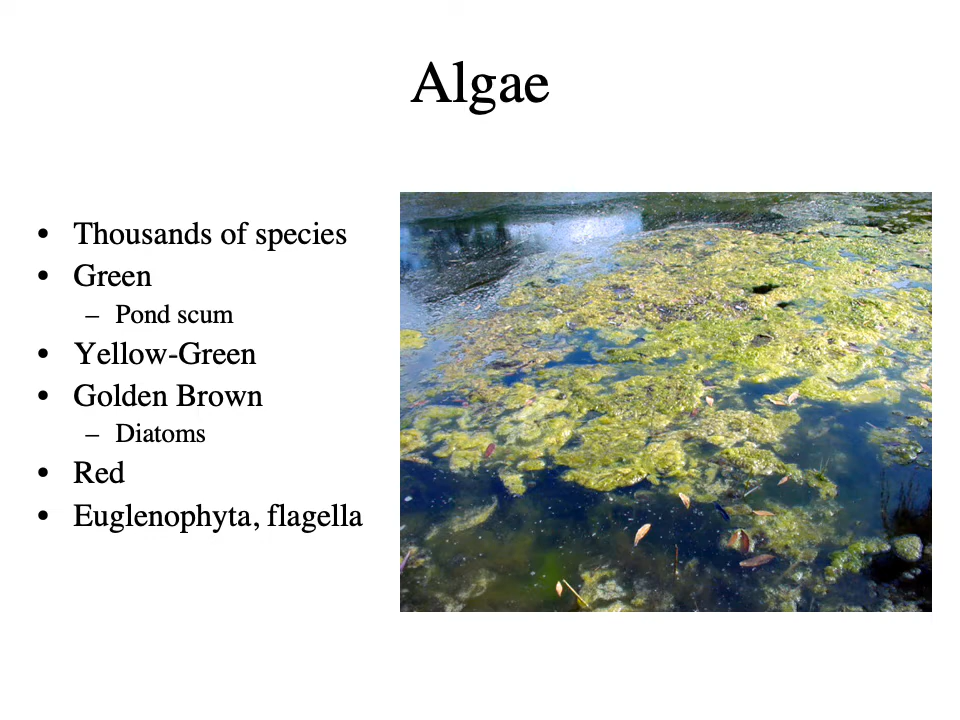 Algae
• Thousands of species
• Green
– Pond scum
• Yellow-Green
• Golden Brown
– Diatoms
• Red
• Euglenophyta, flagella